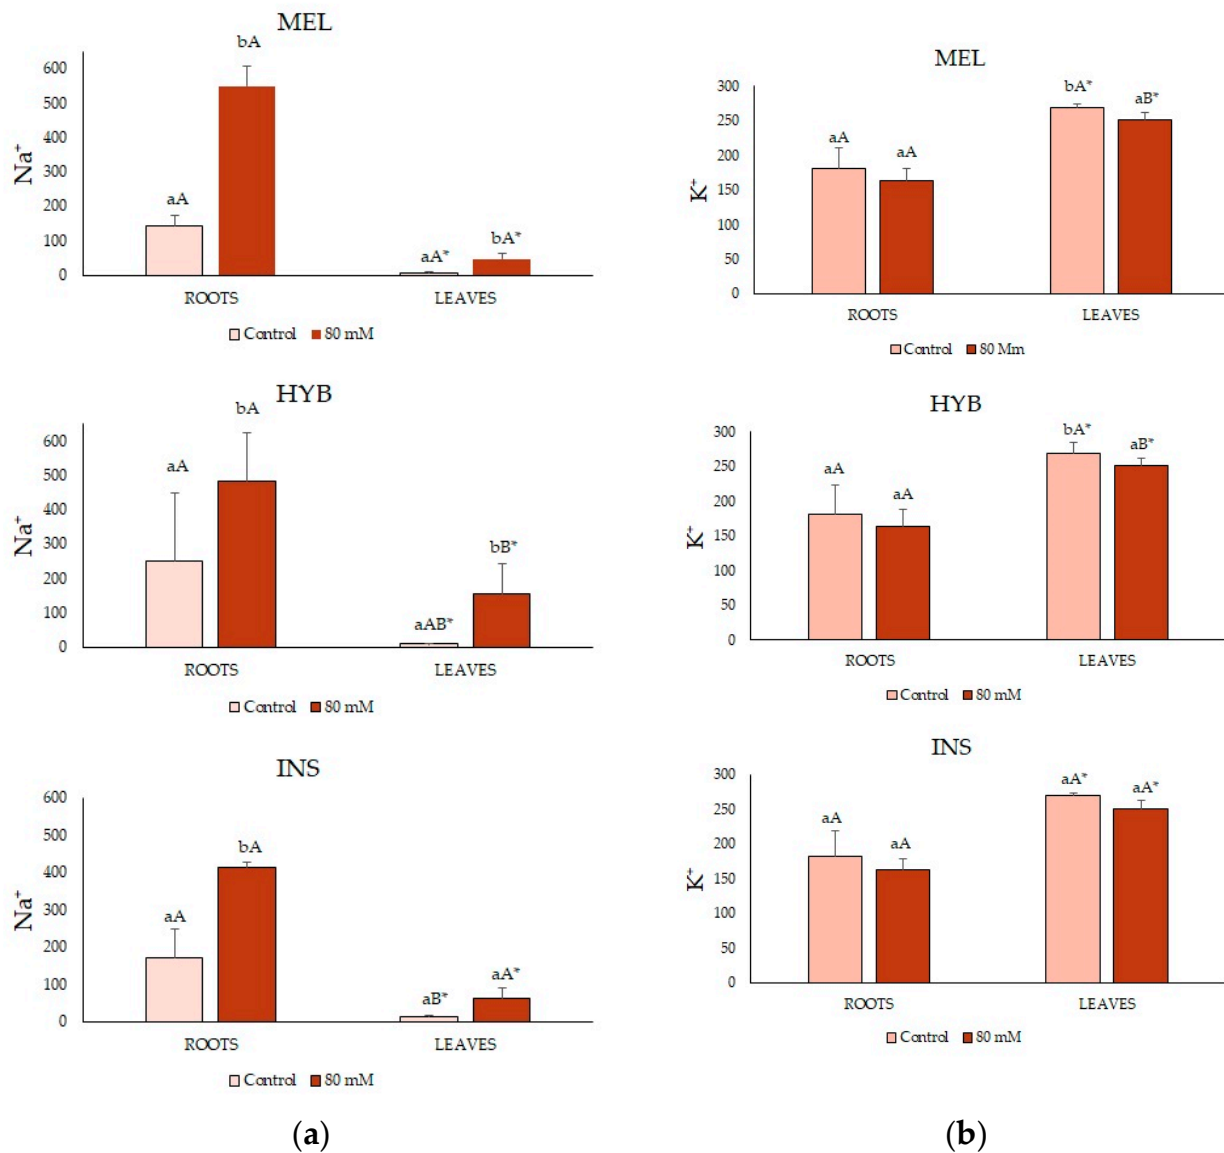 MEL
Na⁺
600
500
400
300
200
100
0
aA
bA
aA*
bA*
ROOTS
LEAVES
Control
80 mM
HYB
Na⁺
600
500
400
300
200
100
0
aA
bA
aAB*
bB*
ROOTS
LEAVES
Control
80 mM
INS
Na⁺
600
500
400
300
200
100
0
aA
bA
aB*
aA*
ROOTS
LEAVES
Control
80 mM
(a)
MEL
K⁺
300
250
200
150
100
50
0
aA
aA
bA*
aB*
ROOTS
LEAVES
Control
80 Mm
HYB
K⁺
300
250
200
150
100
50
0
aA
aA
bA*
aB*
ROOTS
LEAVES
Control
80 mM
INS
K⁺
300
250
200
150
100
50
0
aA
aA
aA*
aA*
ROOTS
LEAVES
Control
80 mM
(b)